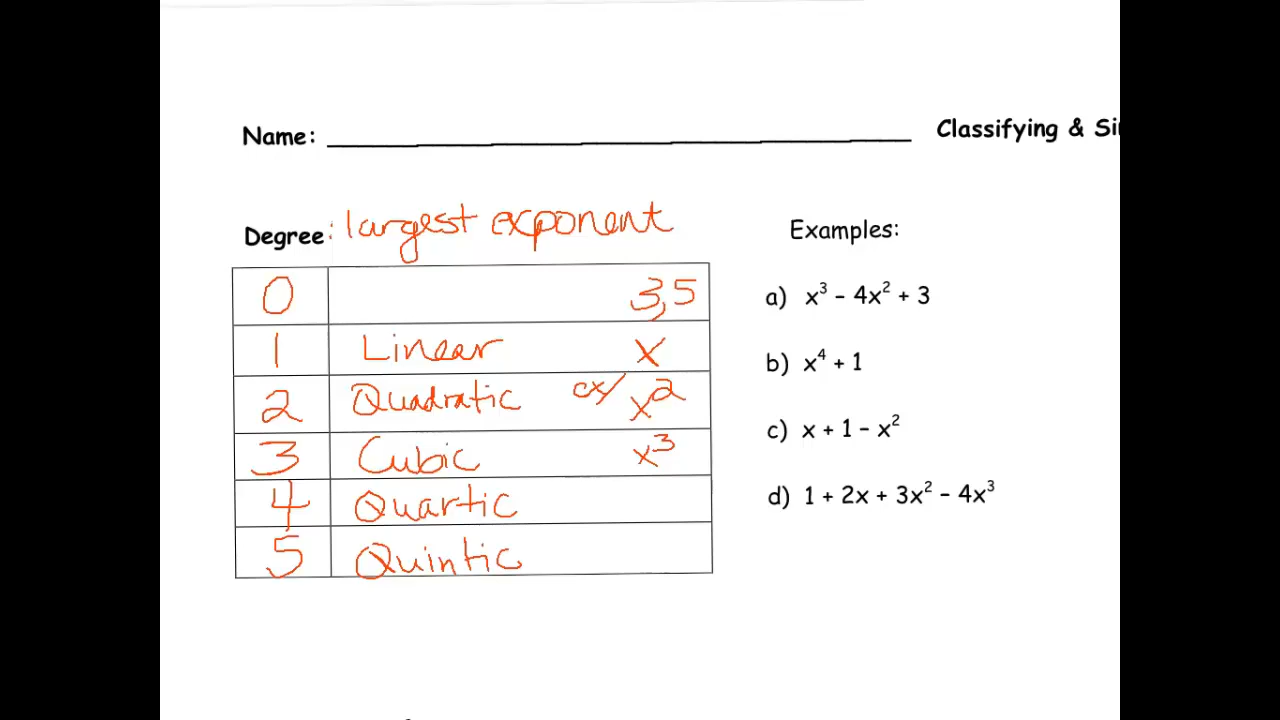 Name: ____________ Classifying & Si
Degree: largest exponent
0 3,5
1 Linear x
2 Quadratic ex/ x²
3 Cubic x³
4 Quartic
5 Quintic
Examples:
a) x³ - 4x² + 3
b) x⁴ + 1
c) x + 1 - x²
d) 1 + 2x + 3x² - 4x³